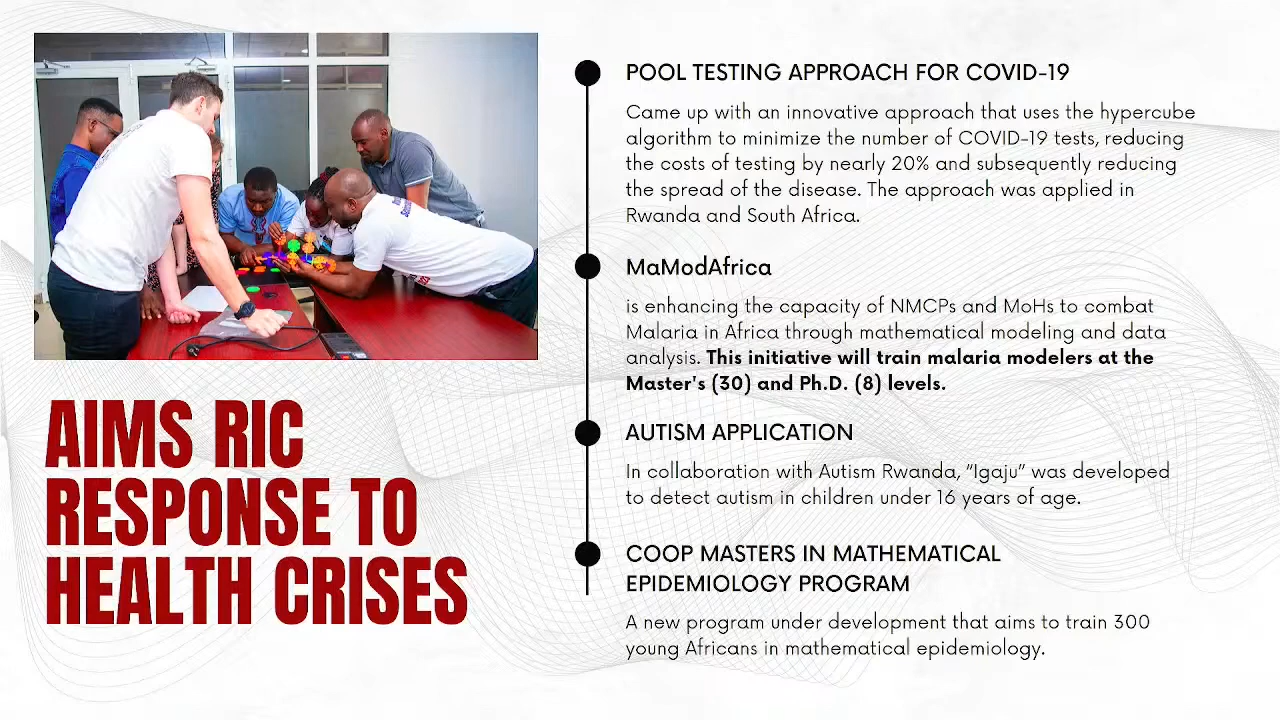 AIMS RIC
RESPONSE TO
HEALTH CRISES
POOL TESTING APPROACH FOR COVID-19
Came up with an innovative approach that uses the hypercube
algorithm to minimize the number of COVID-19 tests, reducing
the costs of testing by nearly 20% and subsequently reducing
the spread of the disease. The approach was applied in
Rwanda and South Africa.
MaModAfrica
is enhancing the capacity of NMCPs and MoHs to combat
Malaria in Africa through mathematical modeling and data
analysis. This initiative will train malaria modelers at the
Master's (30) and Ph.D. (8) levels.
AUTISM APPLICATION
In collaboration with Autism Rwanda, “Igaju” was developed
to detect autism in children under 16 years of age.
COOP MASTERS IN MATHEMATICAL
EPIDEMIOLOGY PROGRAM
A new program under development that aims to train 300
young Africans in mathematical epidemiology.